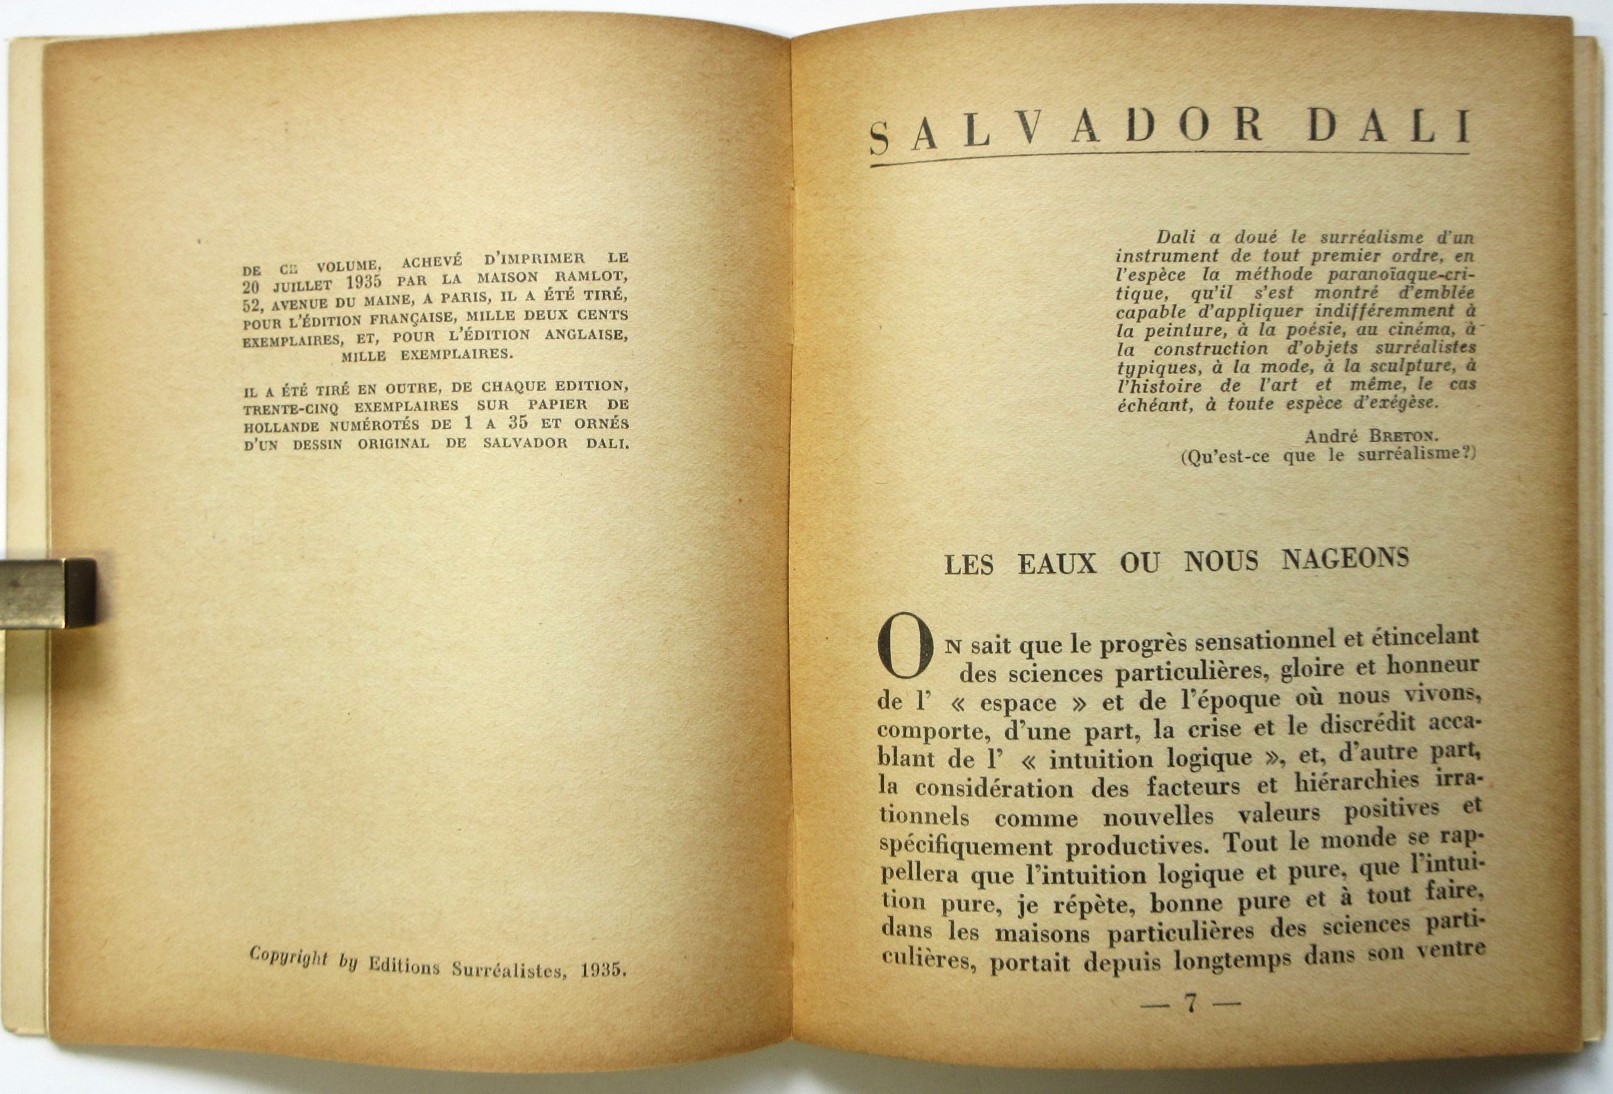 DE CE VOLUME, ACHEVÉ D'IMPRIMER LE
20 JUILLET 1935 PAR LA MAISON RAMLOT,
52, AVENUE DU MAINE, A PARIS, IL A ÉTÉ TIRÉ,
POUR L'ÉDITION FRANÇAISE, MILLE DEUX CENTS
EXEMPLAIRES, ET, POUR L'ÉDITION ANGLAISE,
MILLE EXEMPLAIRES.
IL A ÉTÉ TIRÉ EN OUTRE, DE CHAQUE EDITION,
TRENTE-CINQ EXEMPLAIRES SUR PAPIER DE
HOLLANDE NUMÉROTÉS DE 1 A 35 ET ORNÉS
D'UN DESSIN ORIGINAL DE SALVADOR DALI.
Copyright by Editions Surréalistes, 1935.
SALVADOR DALI
Dali a doué le surréalisme d'un
instrument de tout premier ordre, en
l'espèce la méthode paranoïaque-cri-
tique, qu'il s'est montré d'emblée
capable d'appliquer indifféremment à
la peinture, à la poésie, au cinéma, à
la construction d'objets surréalistes
typiques, à la mode, à la sculpture, à
l'histoire de l'art et même, le cas
échéant, à toute espèce d'exégèse.
André BRETON.
(Qu'est-ce que le surréalisme?)
LES EAUX OU NOUS NAGEONS
ON sait que le progrès sensationnel et étincelant
des sciences particulières, gloire et honneur
de l' « espace » et de l'époque où nous vivons,
comporte, d'une part, la crise et le discrédit acca-
blant de l' « intuition logique », et, d'autre part,
la considération des facteurs et hiérarchies irra-
tionnels comme nouvelles valeurs positives et
spécifiquement productives. Tout le monde se rap-
pellera que l'intuition logique et pure, que l'intui-
tion pure, je répète, bonne pure et à tout faire,
dans les maisons particulières des sciences parti-
culières, portait depuis longtemps dans son ventre
— 7 —